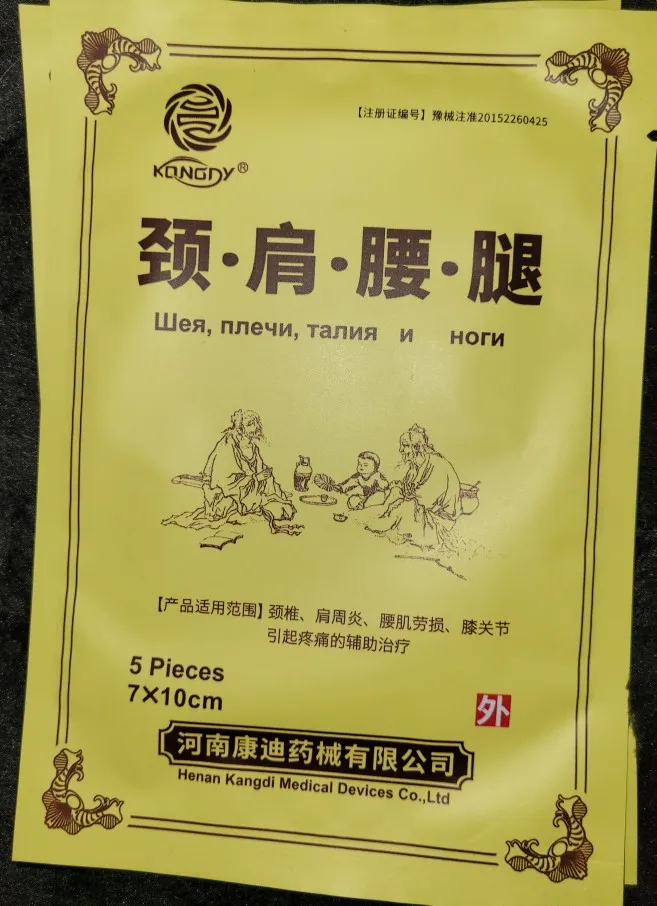 【注册证编号】豫械注准20152260425
KONGDY®
颈·肩·腰·腿
Шея, плечи, талия и ноги
【产品适用范围】颈椎、肩周炎、腰肌劳损、膝关节
引起疼痛的辅助治疗
5 Pieces
7×10cm
外
河南康迪药械有限公司
Henan Kangdi Medical Devices Co.,Ltd